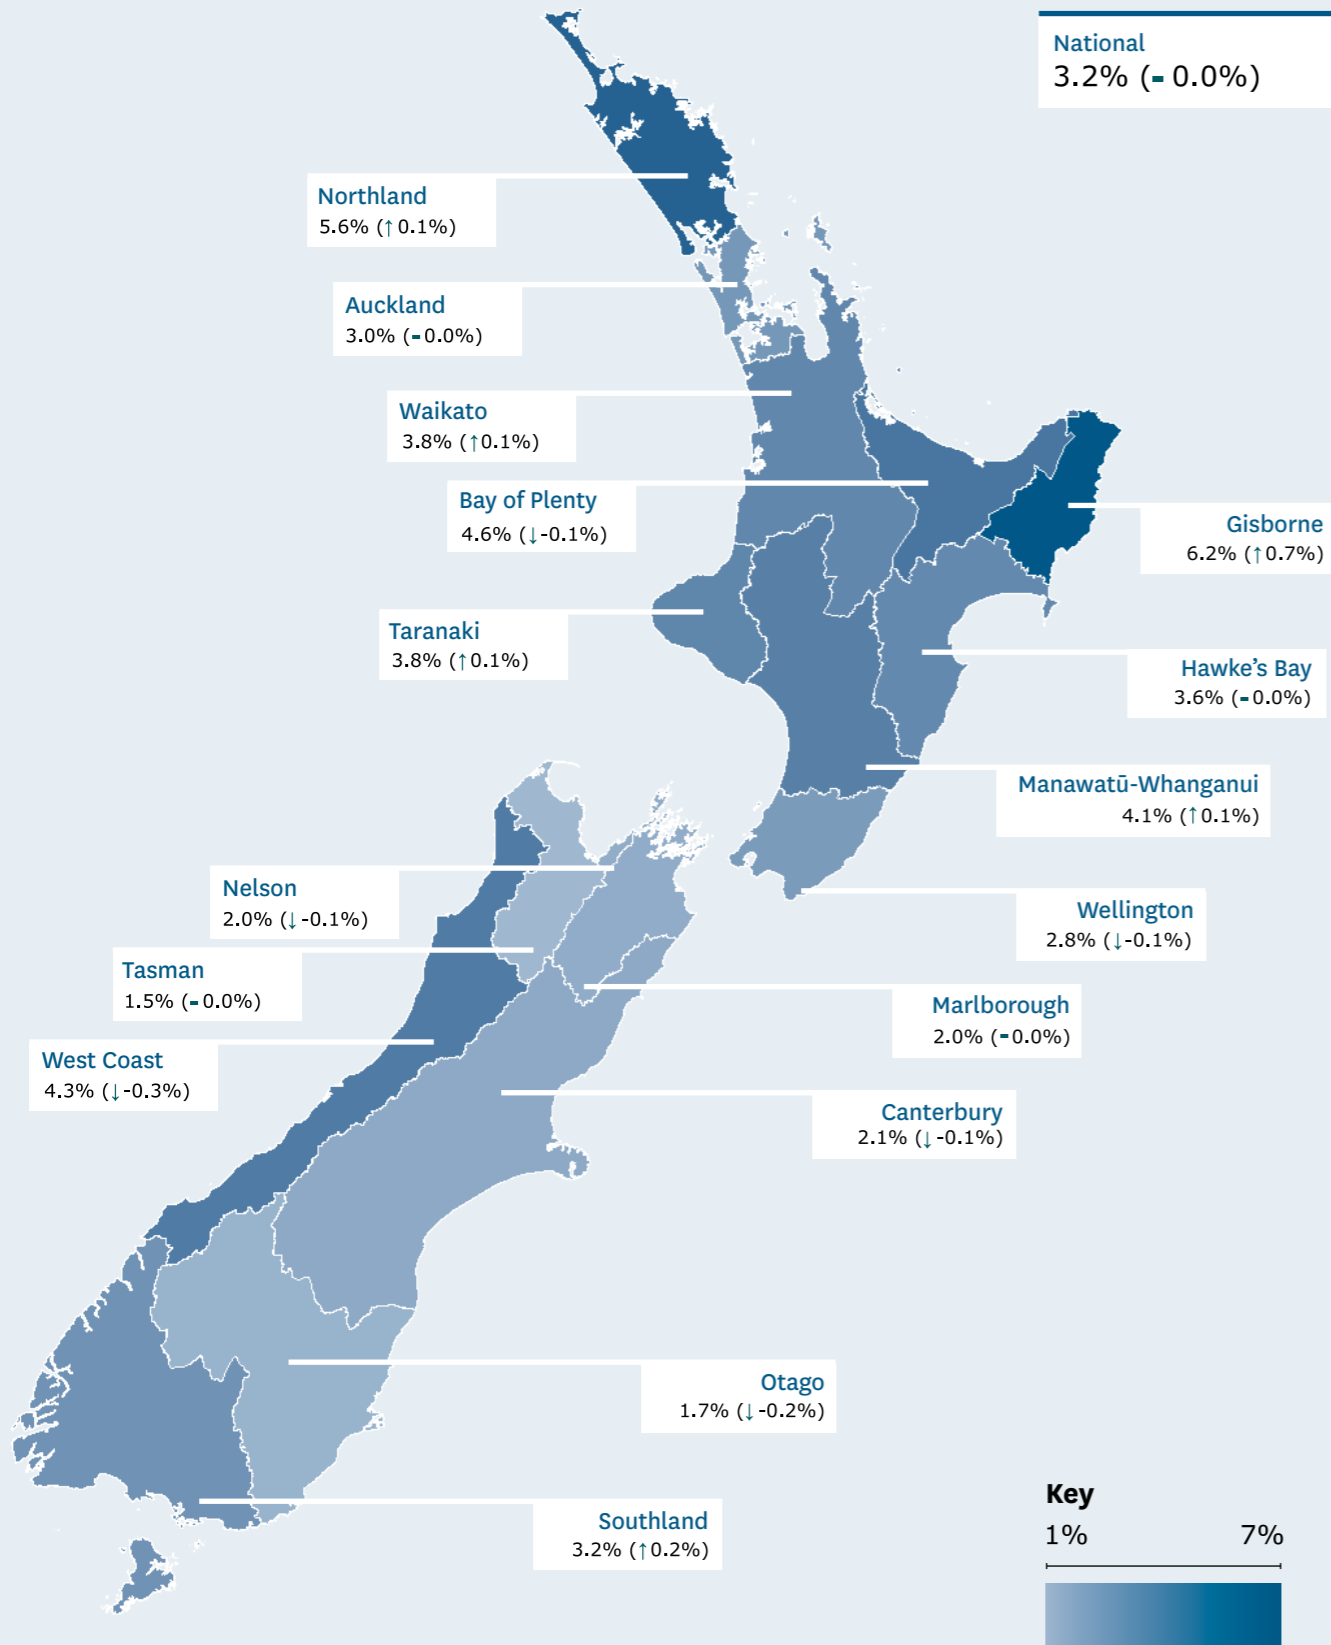 National
3.2% (- 0.0%)
Northland
5.6% (↑0.1%)
Auckland
3.0% (-0.0%)
Waikato
3.8% (↑0.1%)
Bay of Plenty
4.6% (↓-0.1%)
Gisborne
6.2% (↑0.7%)
Taranaki
3.8% (↑0.1%)
Hawke’s Bay
3.6% (-0.0%)
Manawatū-Whanganui
4.1% (↑0.1%)
Nelson
2.0% (↓-0.1%)
Wellington
2.8% (↓-0.1%)
Tasman
1.5% (-0.0%)
Marlborough
2.0% (-0.0%)
West Coast
4.3% (↓-0.3%)
Canterbury
2.1% (↓-0.1%)
Otago
1.7% (↓-0.2%)
Southland
3.2% (↑0.2%)
Key
1% 7%